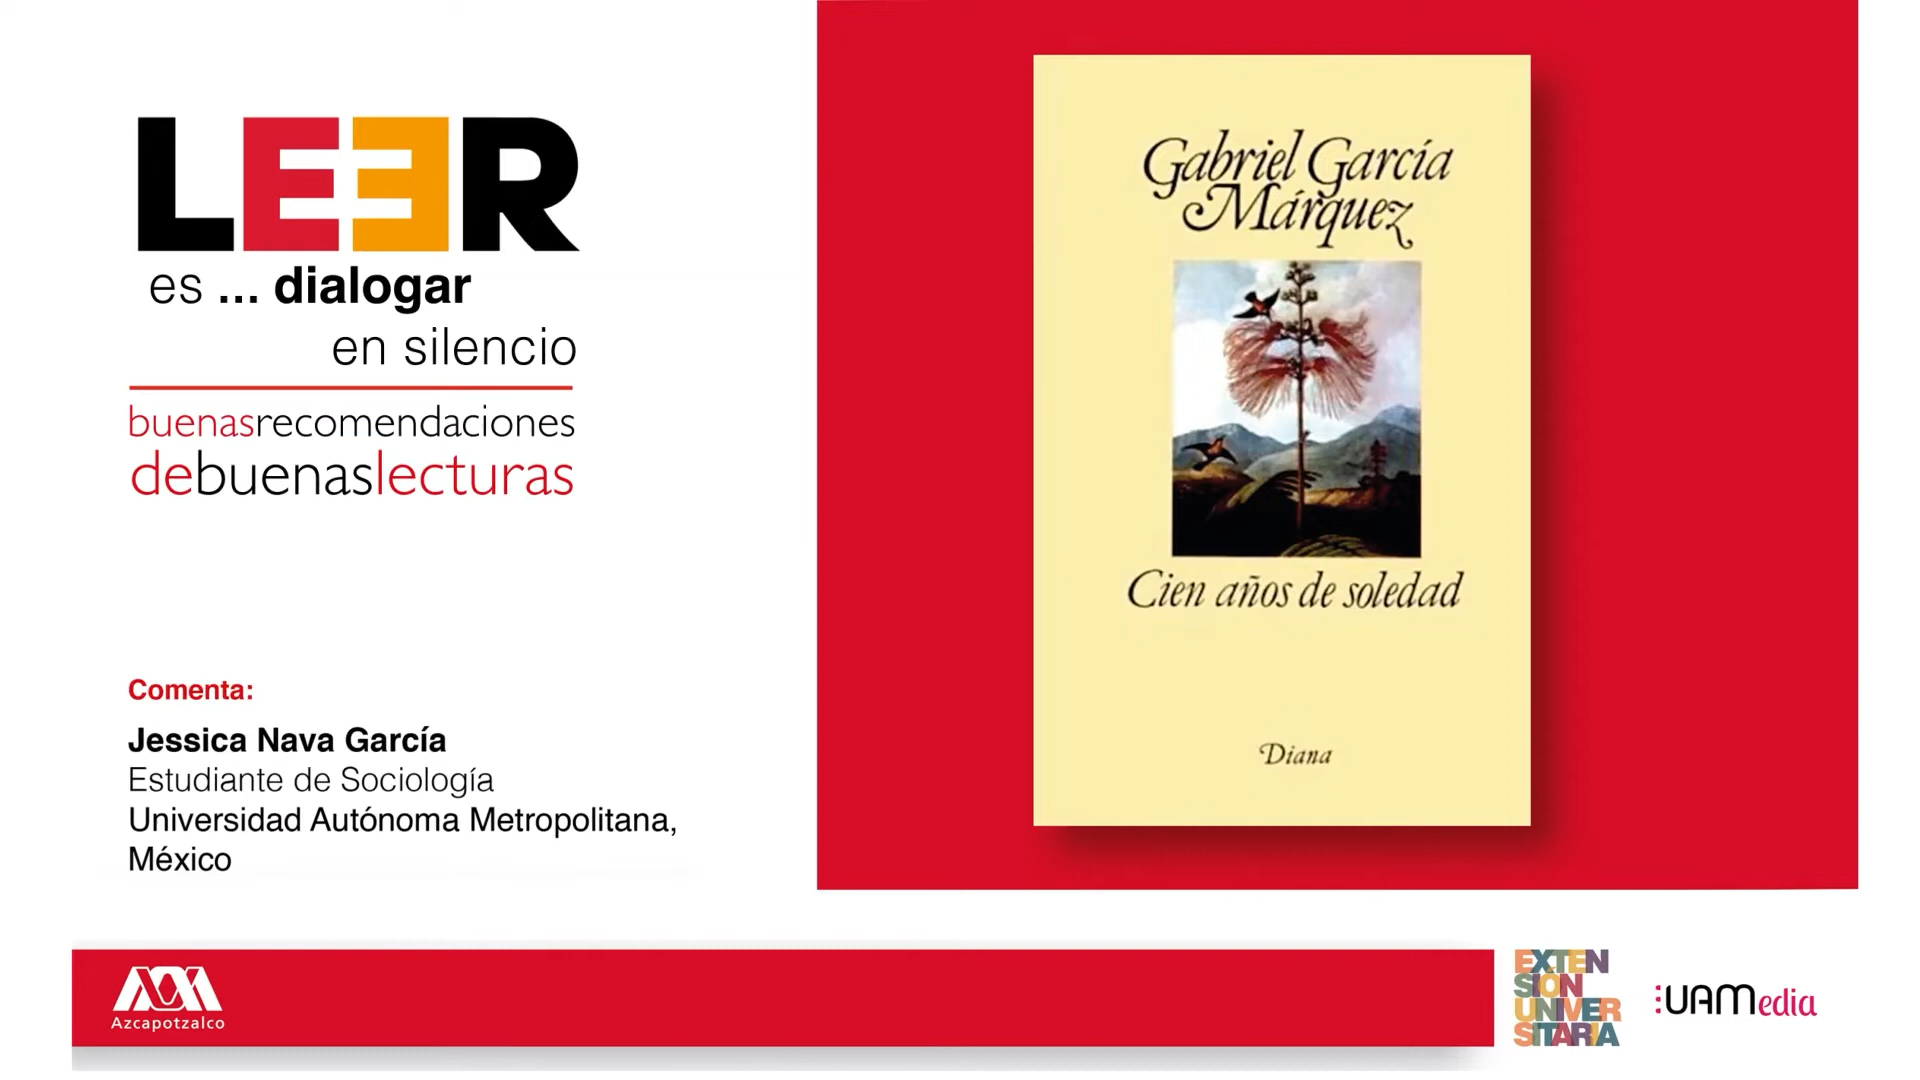 LEER
es ... dialogar
en silencio
buenasrecomendaciones
debuenaslecturas
Comenta:
Jessica Nava García
Estudiante de Sociología
Universidad Autónoma Metropolitana,
México
Gabriel García
Márquez
Cien años de soledad
Diana
Azcapotzalco
EXTEN
SIÓN
UNIVER
SITARIA
UAMedia